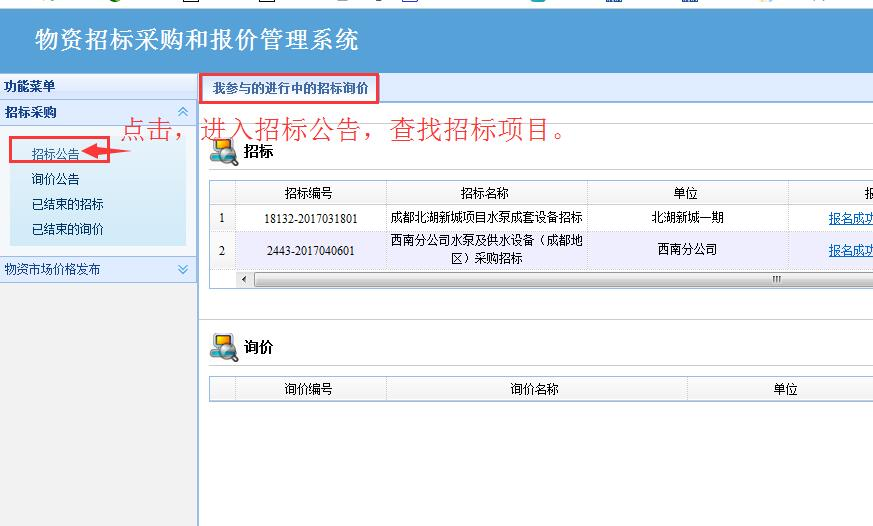 物资招标采购和报价管理系统
功能菜单
我参与的进行中的招标询价
招标采购
点击，进入招标公告，查找招标项目。
招标公告
询价公告
已结束的招标
已结束的询价
物资市场价格发布
招标
招标编号 招标名称 单位 报
1 18132-2017031801 成都北湖新城项目水泵成套设备招标 北湖新城一期 报名成功
2 2443-2017040601 西南分公司水泵及供水设备（成都地
区）采购招标 西南分公司 报名成功
询价
询价编号 询价名称 单位